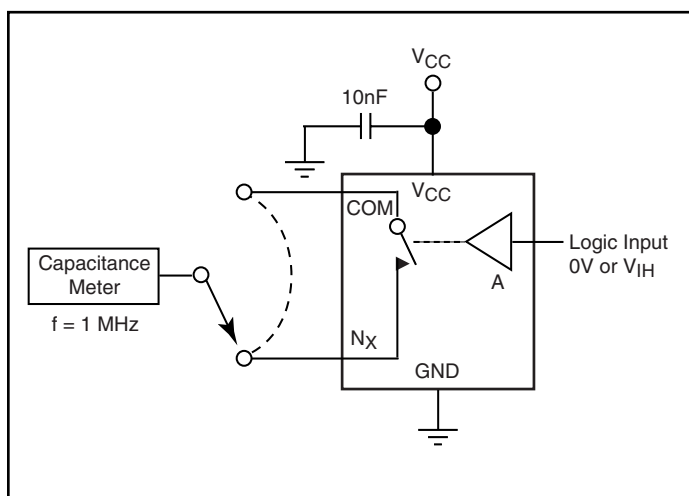 VCC
10nF
VCC
COM
Capacitance
Meter
f = 1 MHz
A
Logic Input
0V or VIH
NX
GND